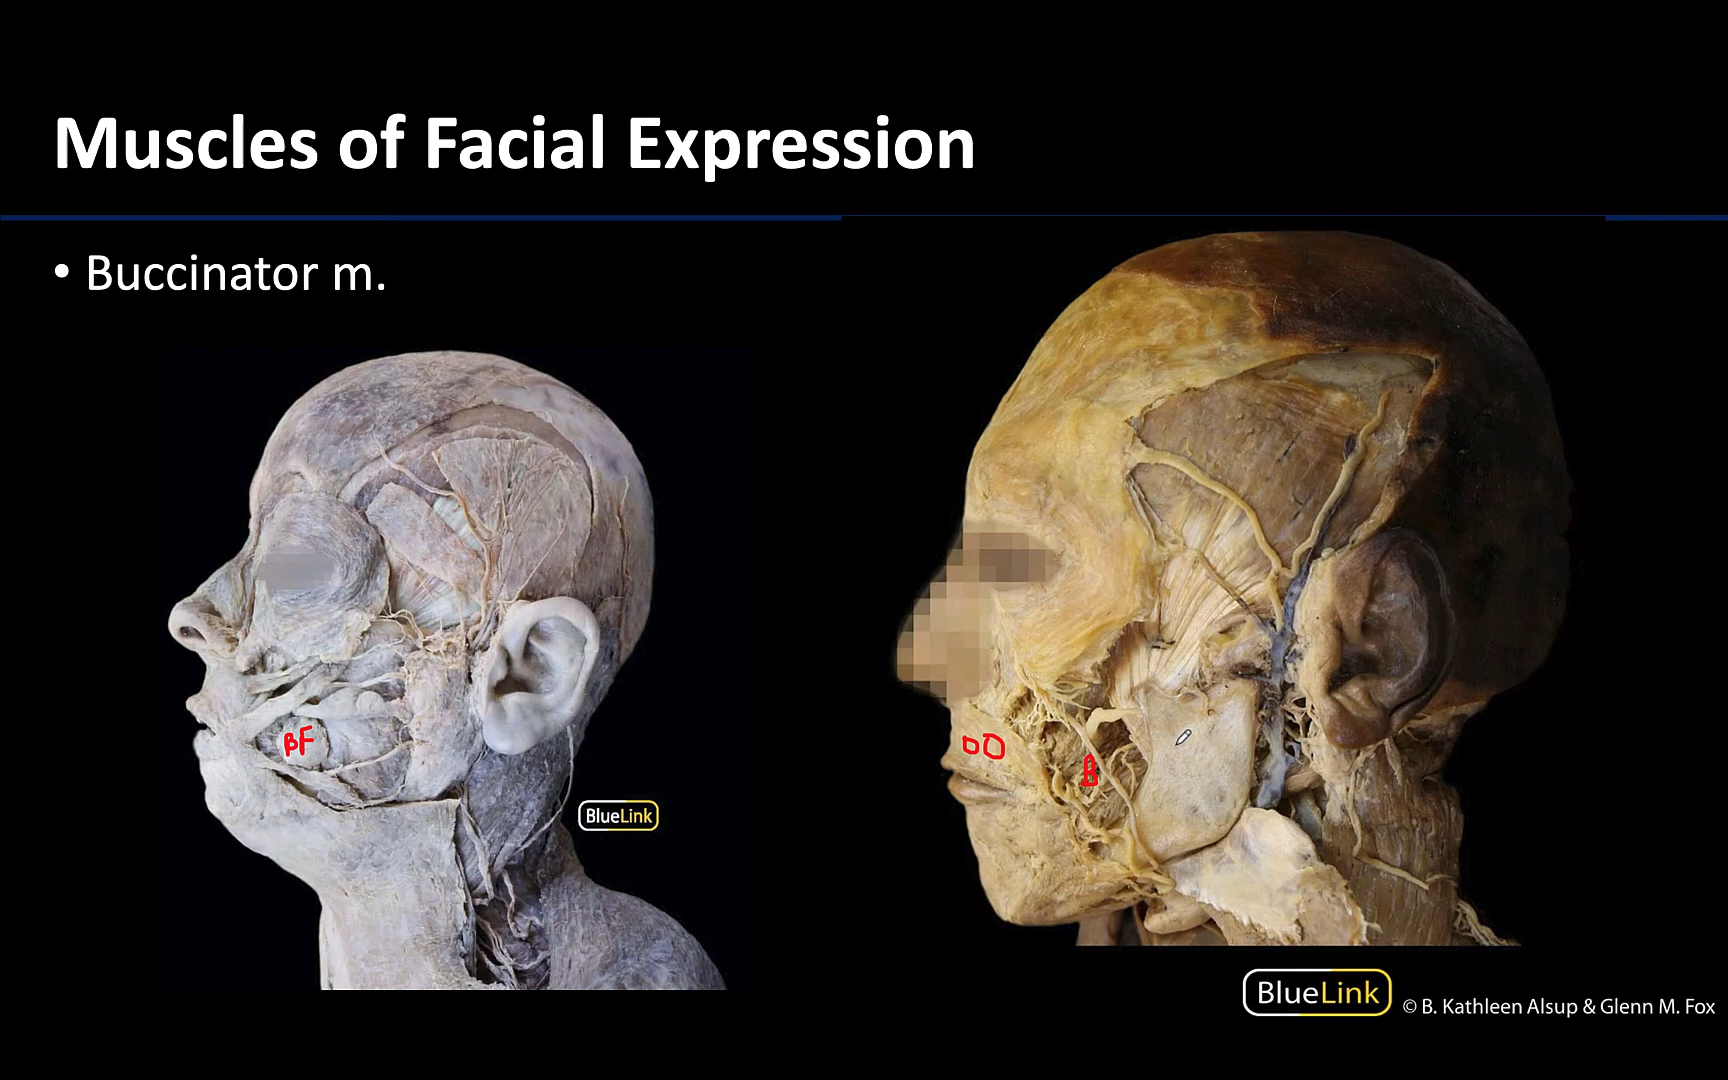 Muscles of Facial Expression
• Buccinator m.
BF
OO
B
BlueLink
BlueLink
© B. Kathleen Alsup & Glenn M. Fox